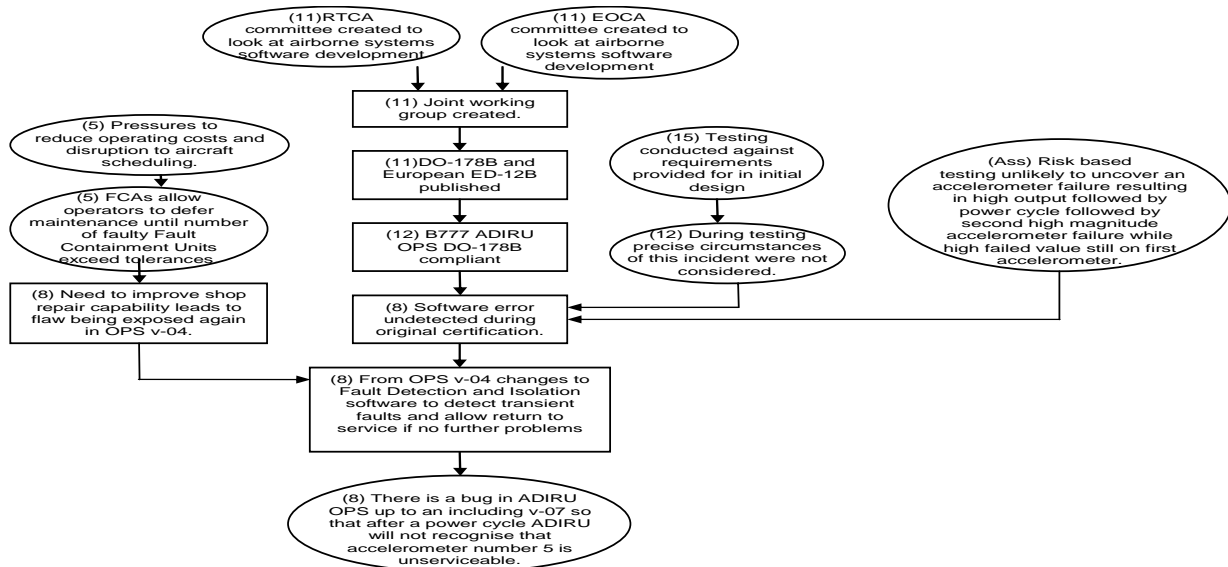 (11)RTCA
committee created to
look at airborne systems
software development
(11) EOCA
committee created to
look at airborne
systems software
development
(11) Joint working
group created.
(5) Pressures to
reduce operating costs and
disruption to aircraft
scheduling.
(11)DO-178B and
European ED-12B
published
(15) Testing
conducted against
requirements
provided for in initial
design
(Ass) Risk based
testing unlikely to uncover an
accelerometer failure resulting
in high output followed by
power cycle followed by
second high magnitude
accelerometer failure while
high failed value still on first
accelerometer.
(5) FCAs allow
operators to defer
maintenance until number
of faulty Fault
Containment Units
exceed tolerances
(12) B777 ADIRU
OPS DO-178B
compliant
(12) During testing
precise circumstances
of this incident were not
considered.
(8) Need to improve shop
repair capability leads to
flaw being exposed again
in OPS v-04.
(8) Software error
undetected during
original certification.
(8) From OPS v-04 changes to
Fault Detection and Isolation
software to detect transient
faults and allow return to
service if no further problems
(8) There is a bug in ADIRU
OPS up to an including v-07 so
that after a power cycle ADIRU
will not recognise that
accelerometer number 5 is
unserviceable.